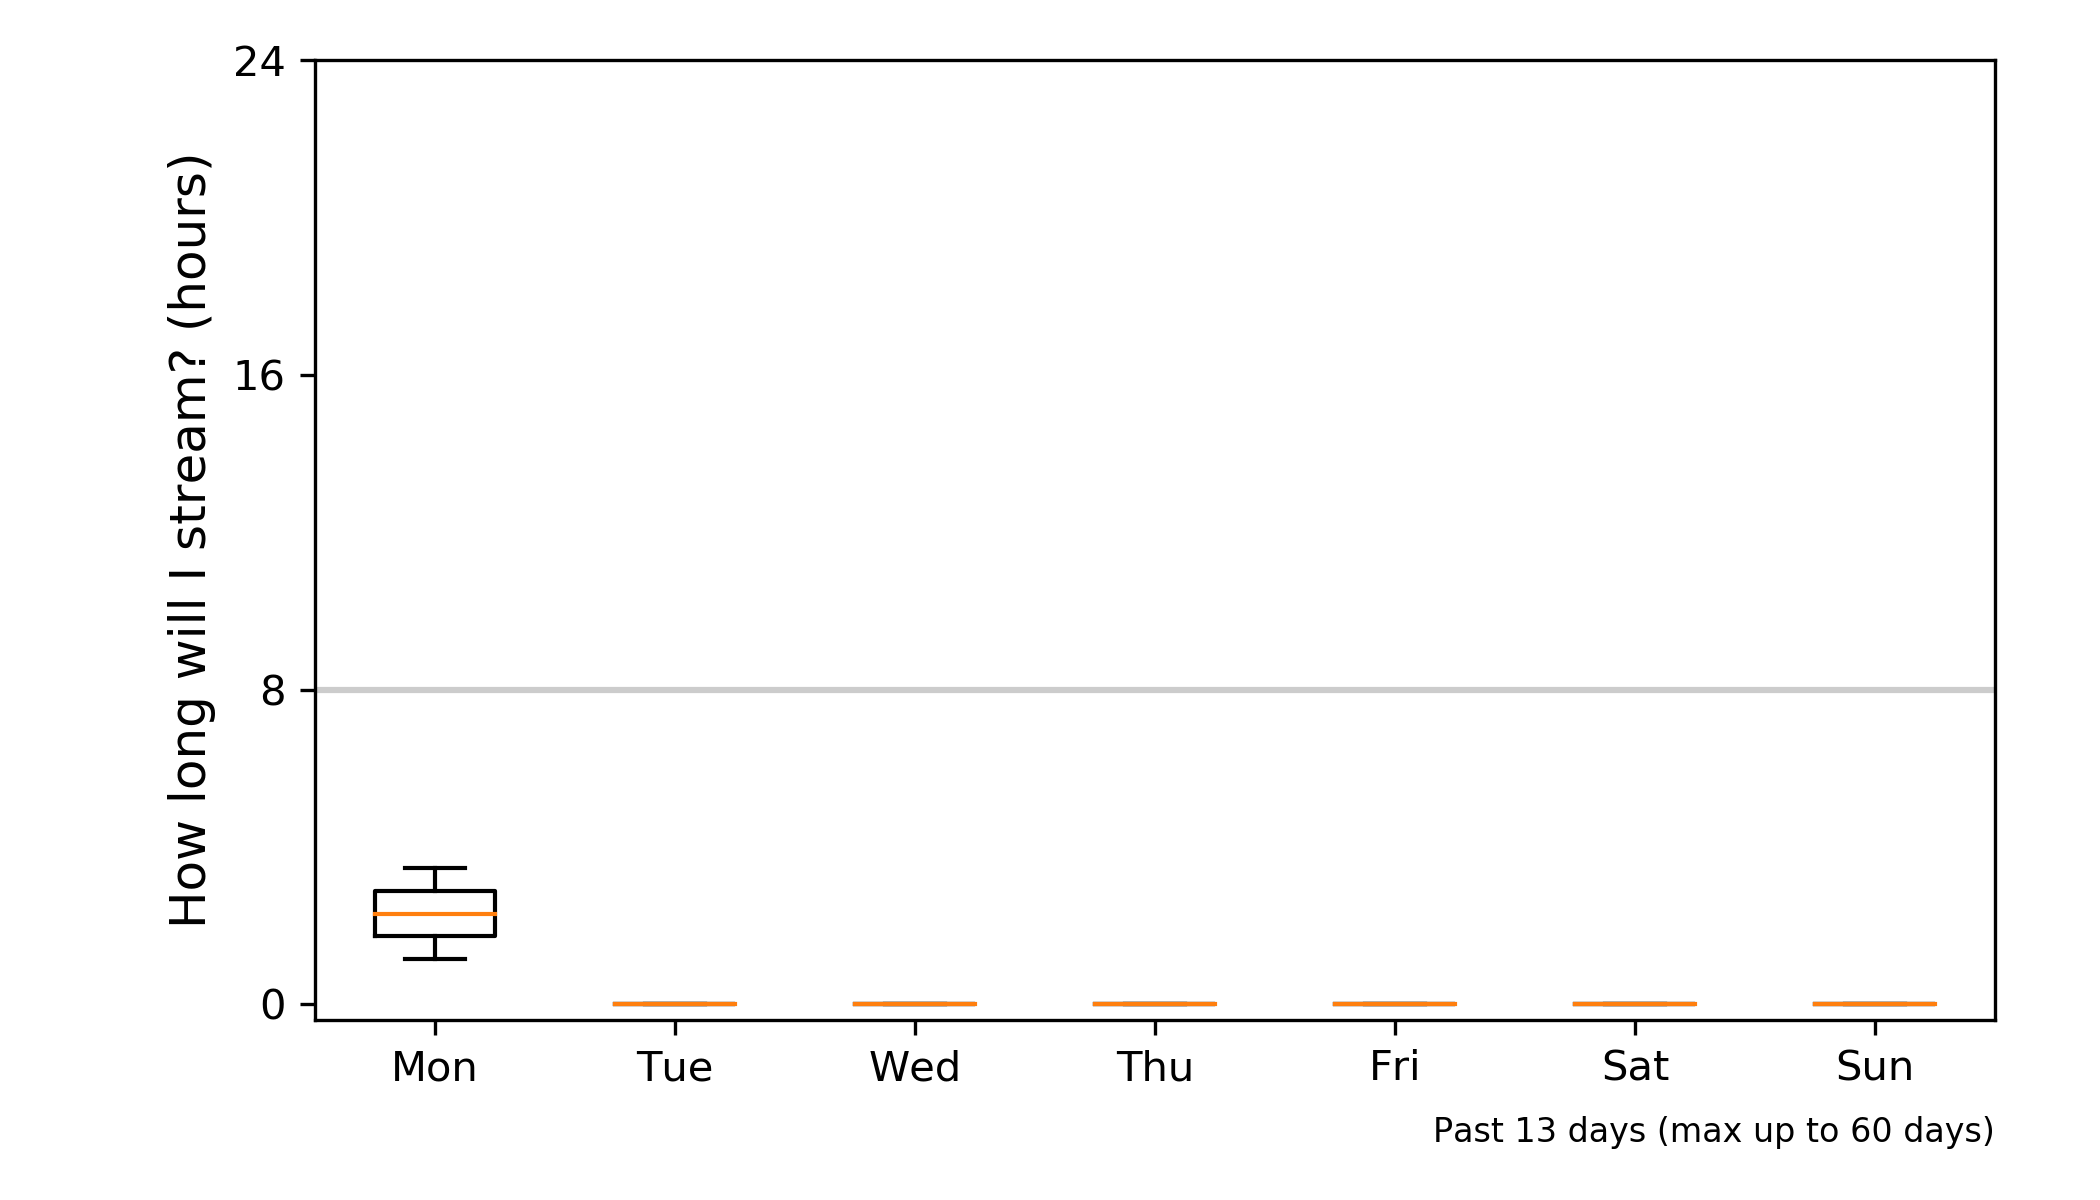 How long will I stream? (hours)
24
16
8
0
Mon Tue Wed Thu Fri Sat Sun
Past 13 days (max up to 60 days)